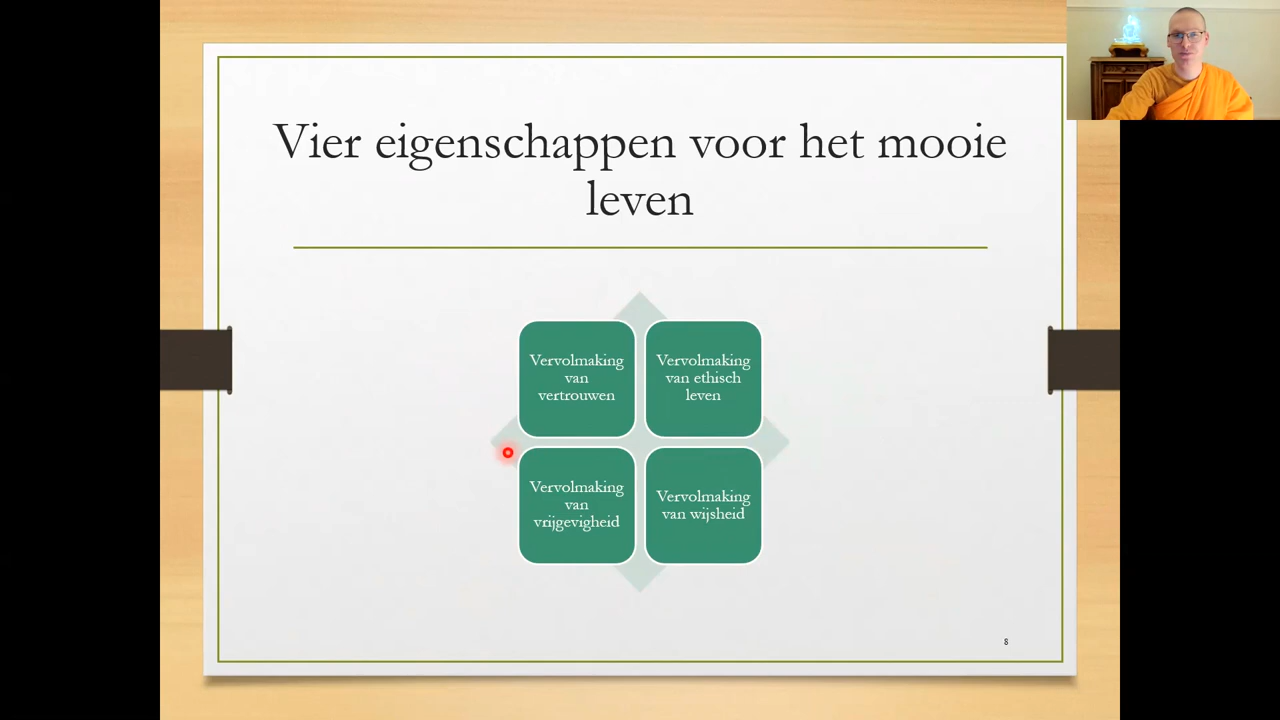 Vier eigenschappen voor het mooie
leven
Vervolmaking
van
vertrouwen
Vervolmaking
van ethisch
leven
Vervolmaking
van
vrijgevigheid
Vervolmaking
van wijsheid
8